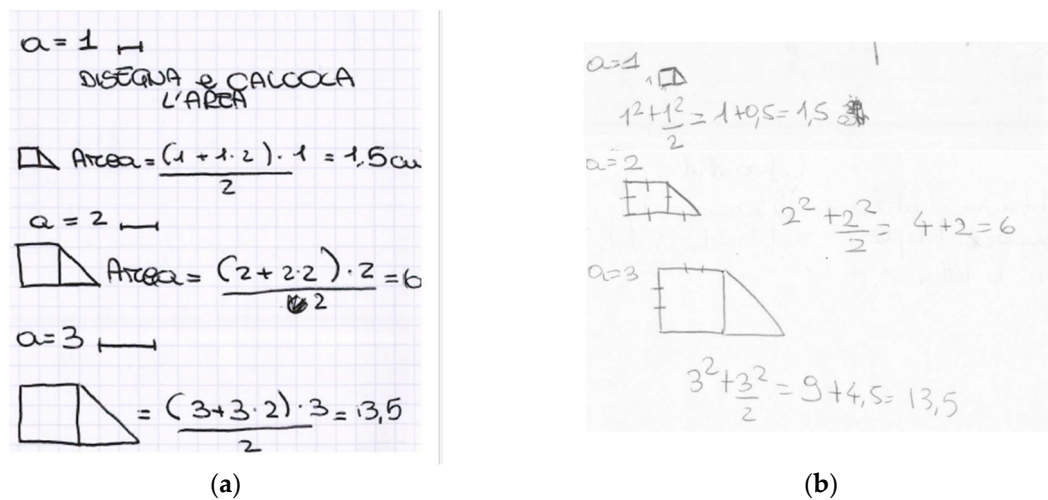 a = 1
DISEGNA e CALCOLA
L'AREA
Area = (1 + 1·2)·1 = 1,5 cm
2
a = 2
Area = (2 + 2·2)·2 = 6
2
a=3
= (3+3·2)·3 = 13,5
2
(a)
a=1
1
1² + 1² = 1+0,5 = 1,5
2
a=2
2² + 2² = 4+2=6
2
a=3
3² + 3² = 9+4,5= 13,5
2
(b)